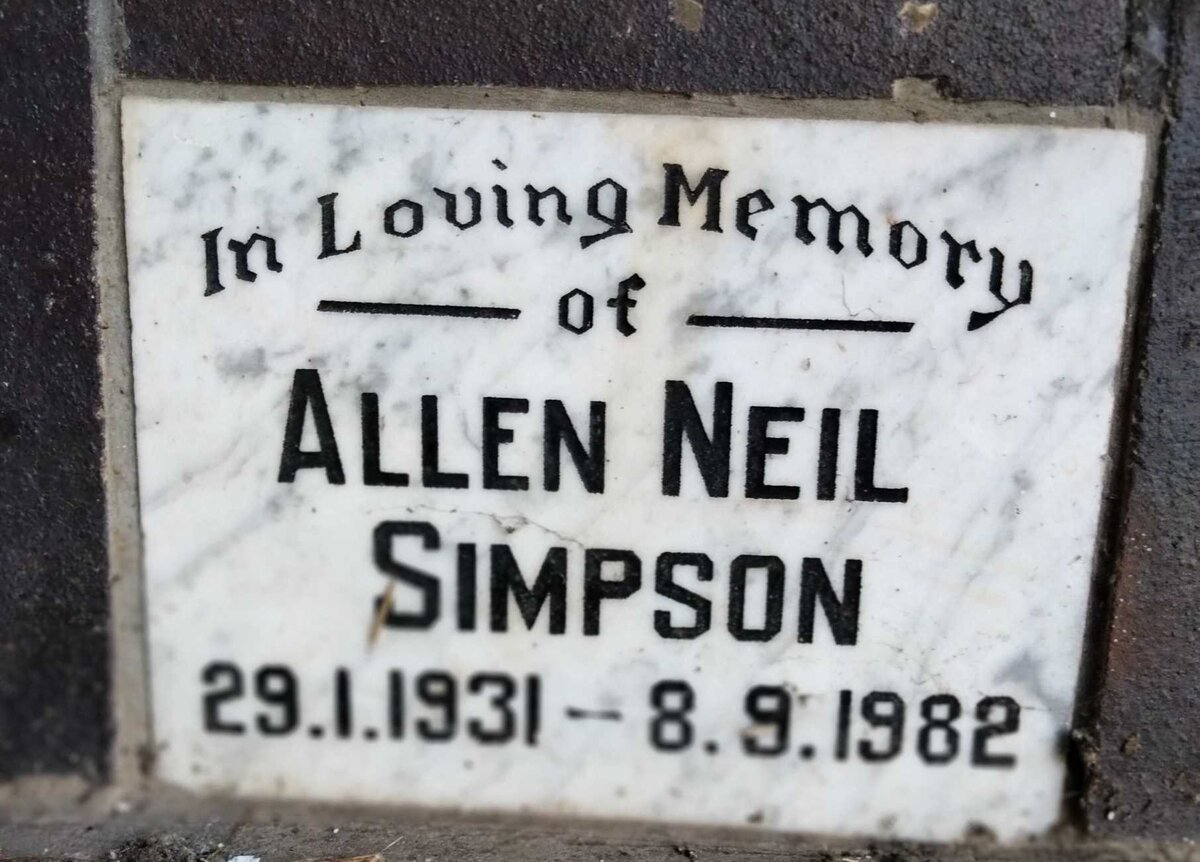 In Loving Memory
of
ALLEN NEIL
SIMPSON
29.1.1931 – 8.9.1982